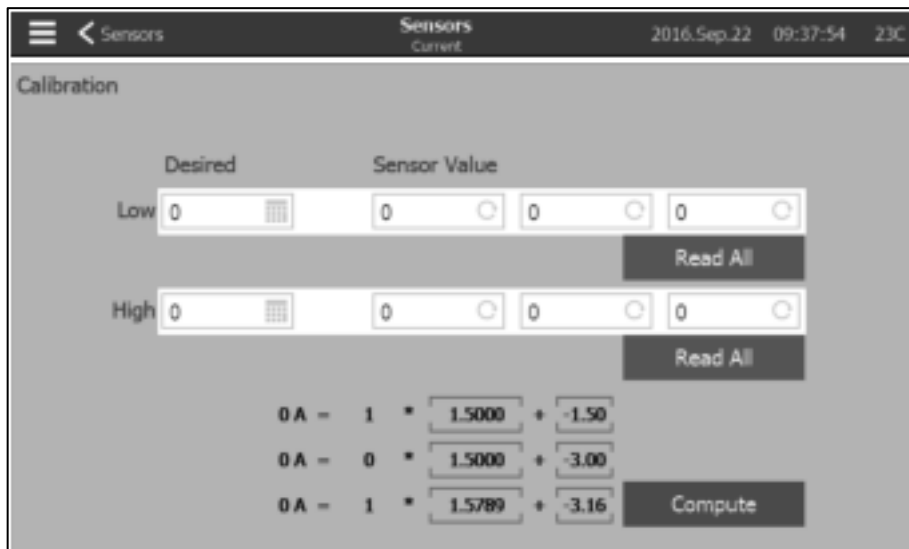 Sensors Sensors 2016.Sep.22 09:37:54 23C
Current
Calibration
Desired Sensor Value
Low 0 0 0 0
Read All
High 0 0 0 0
Read All
0 A = 1 * 1.5000 + -1.50
0 A = 0 * 1.5000 + -3.00
0 A = 1 * 1.5789 + -3.16 Compute